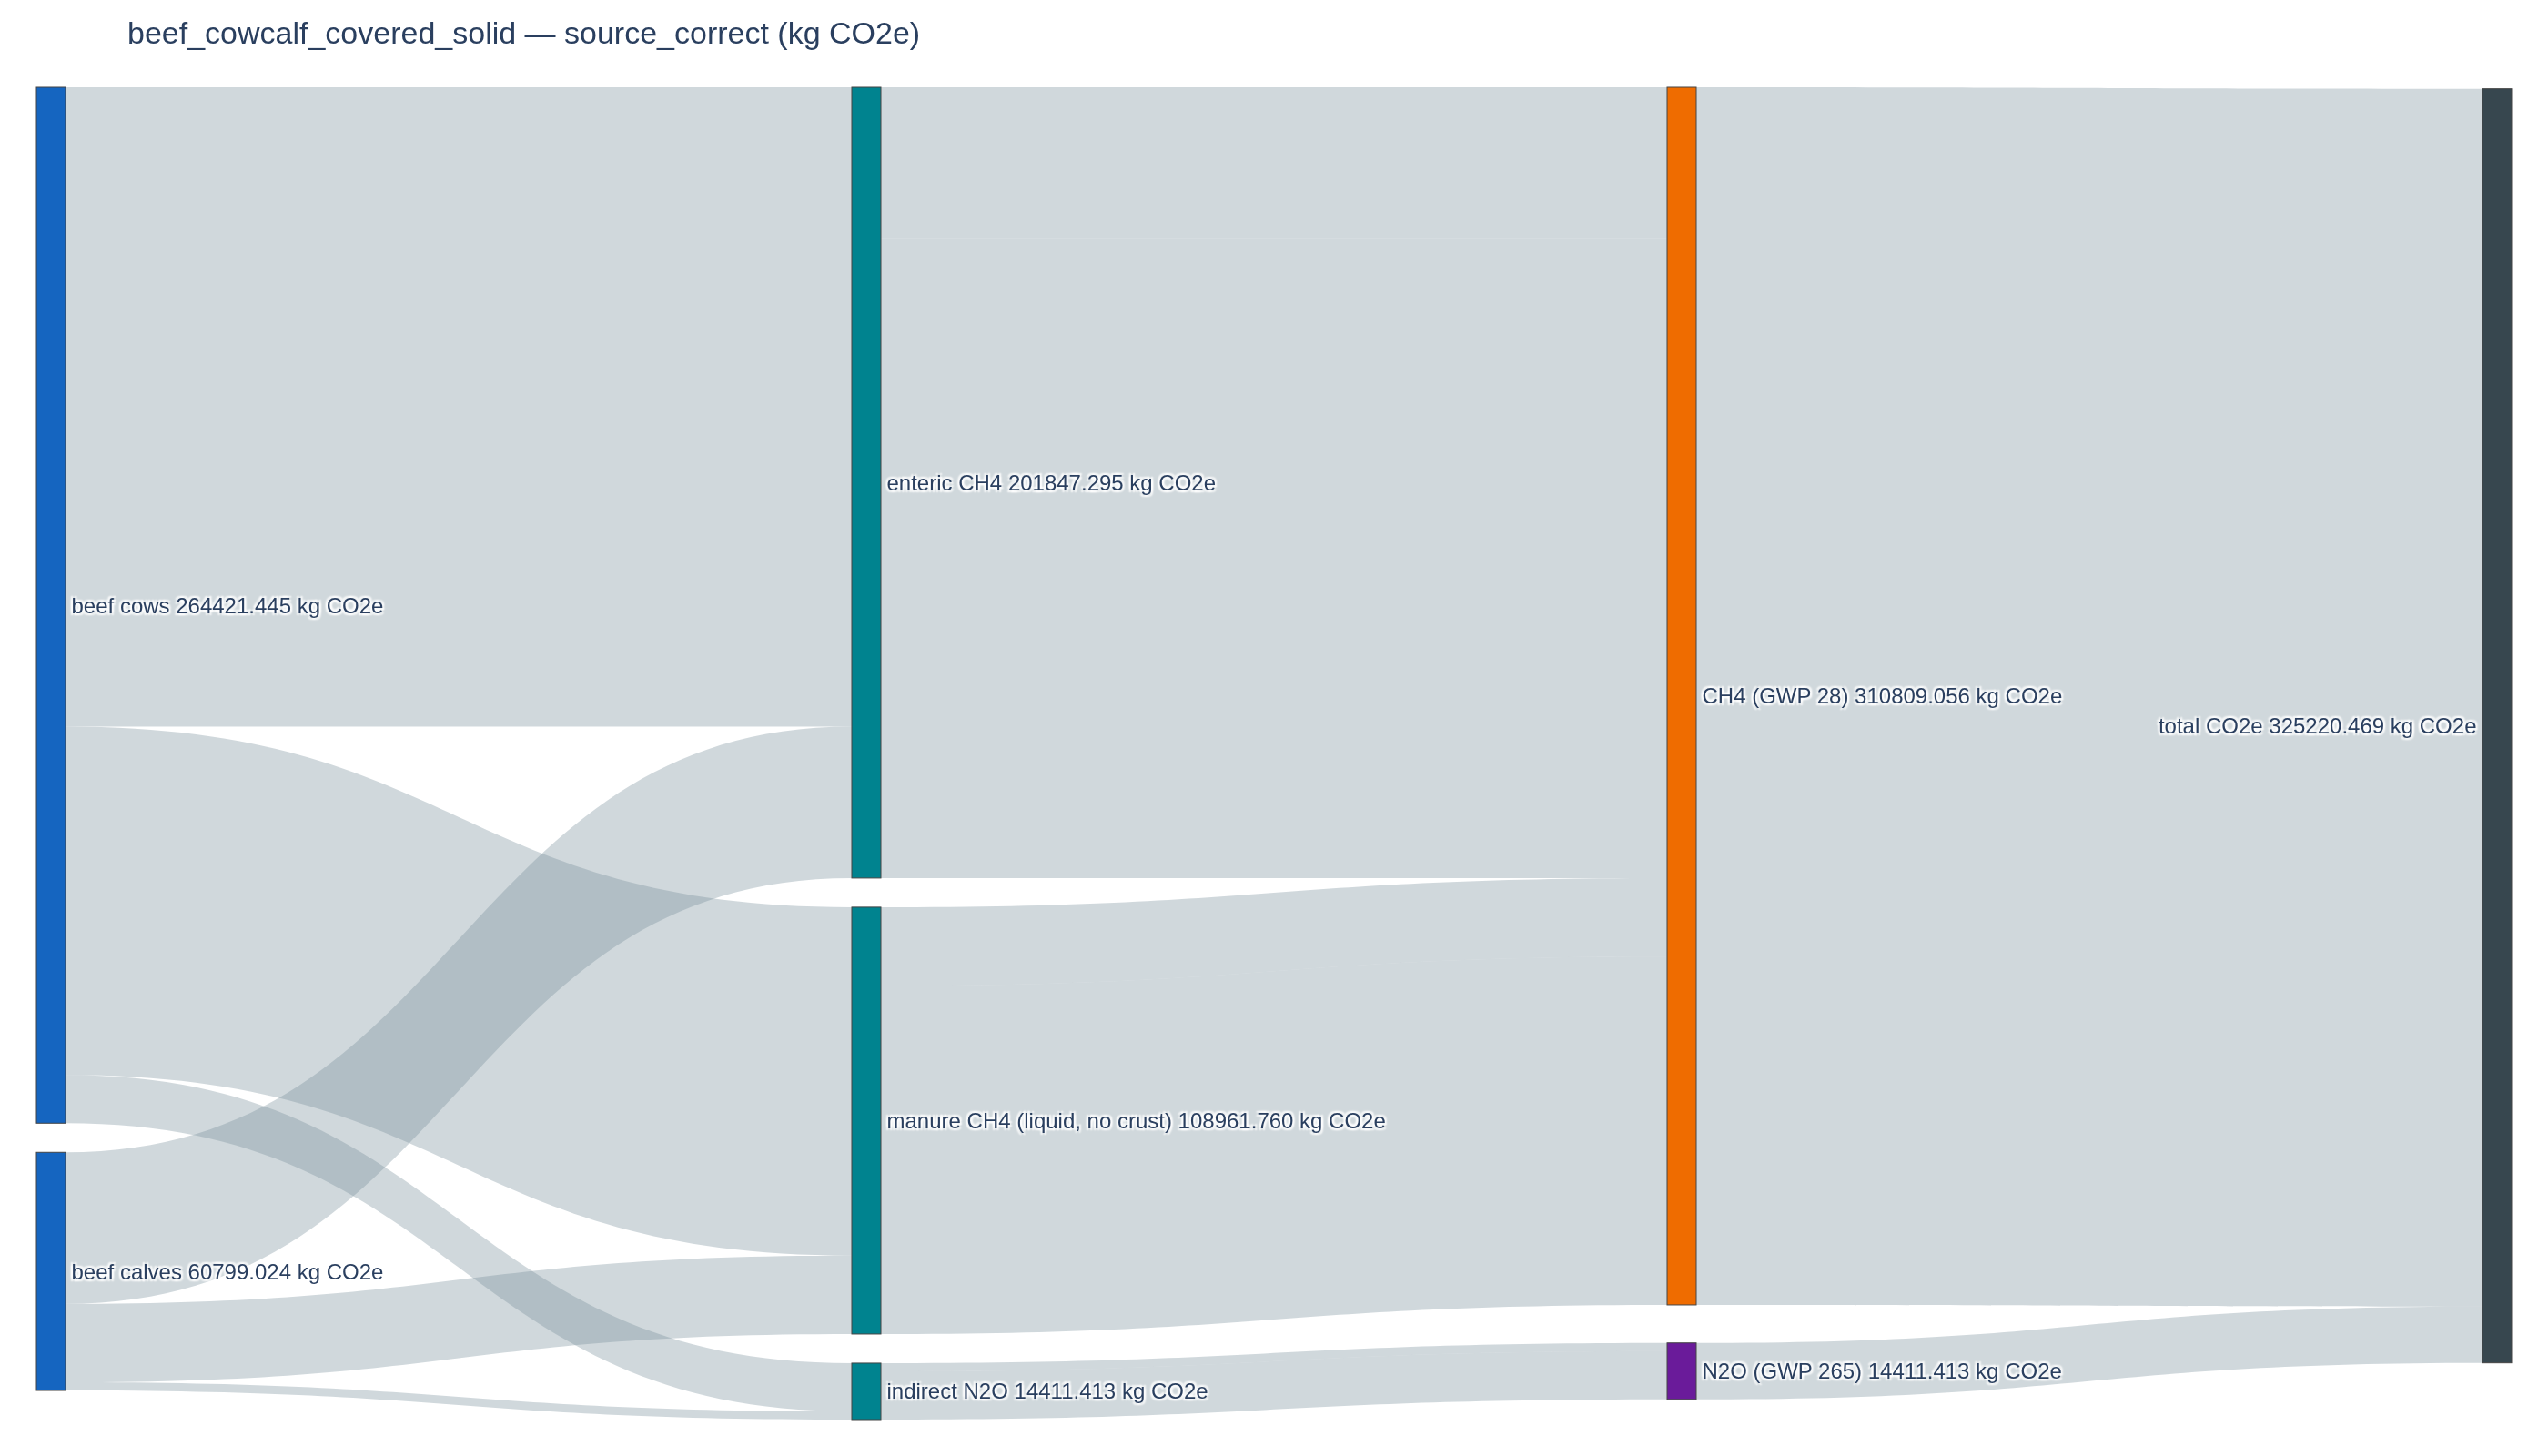 beef_cowcalf_covered_solid — source_correct (kg CO2e)
enteric CH4 201847.295 kg CO2e
beef cows 264421.445 kg CO2e
CH4 (GWP 28) 310809.056 kg CO2e
total CO2e 325220.469 kg CO2e
manure CH4 (liquid, no crust) 108961.760 kg CO2e
beef calves 60799.024 kg CO2e
N2O (GWP 265) 14411.413 kg CO2e
indirect N2O 14411.413 kg CO2e